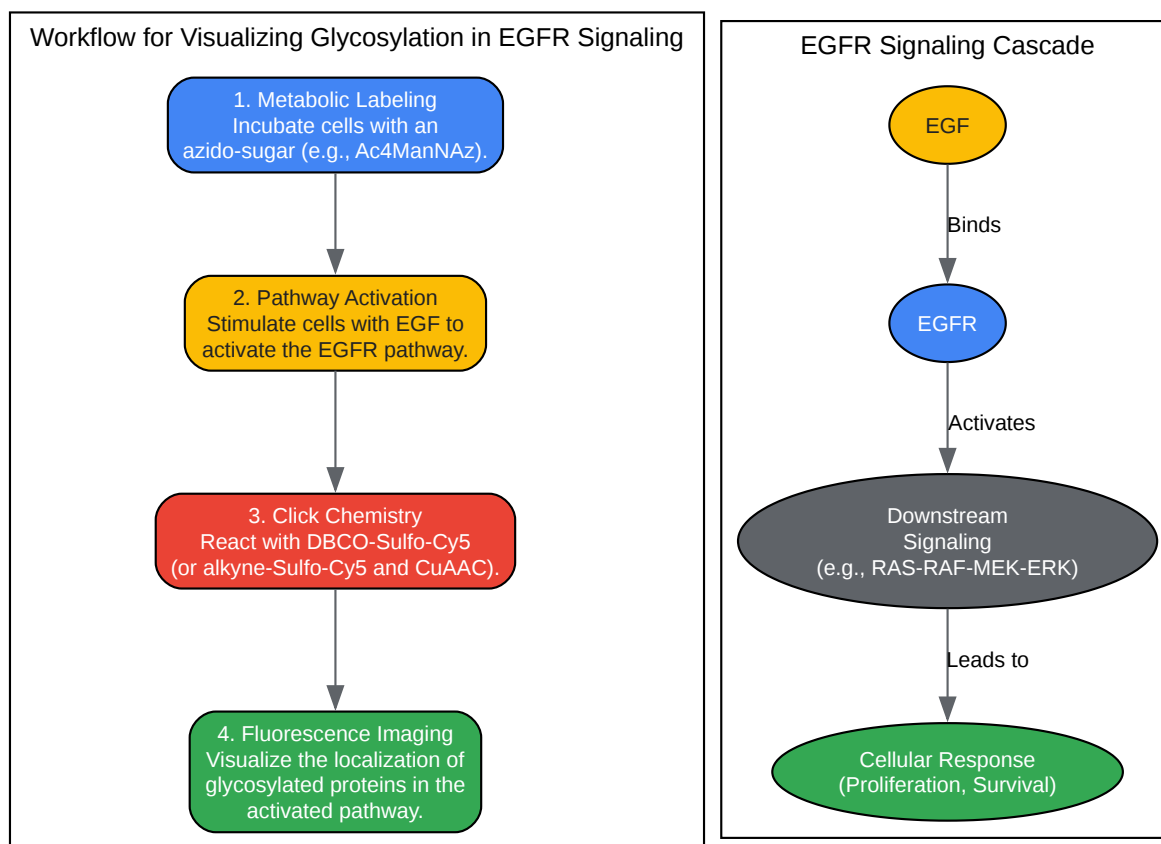 Workflow for Visualizing Glycosylation in EGFR Signaling
1. Metabolic Labeling
Incubate cells with an
azido-sugar (e.g., Ac4ManNAz).
2. Pathway Activation
Stimulate cells with EGF to
activate the EGFR pathway.
3. Click Chemistry
React with DBCO-Sulfo-Cy5
(or alkyne-Sulfo-Cy5 and CuAAC).
4. Fluorescence Imaging
Visualize the localization of
glycosylated proteins in the
activated pathway.
EGFR Signaling Cascade
EGF
Binds
EGFR
Activates
Downstream
Signaling
(e.g., RAS-RAF-MEK-ERK)
Leads to
Cellular Response
(Proliferation, Survival)